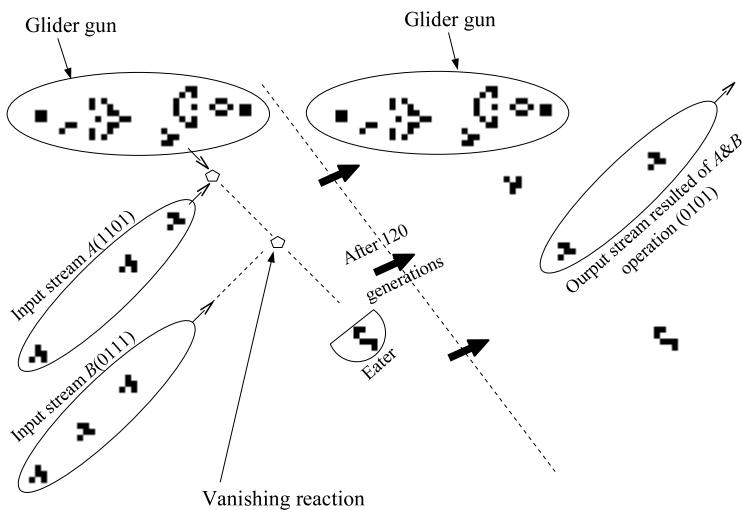 Glider gun
Glider gun
Input stream A(1101)
Input stream B(0111)
After 120
generations
Eater
Vanishing reaction
Ourput stream resulted of A&B
operation (0101)